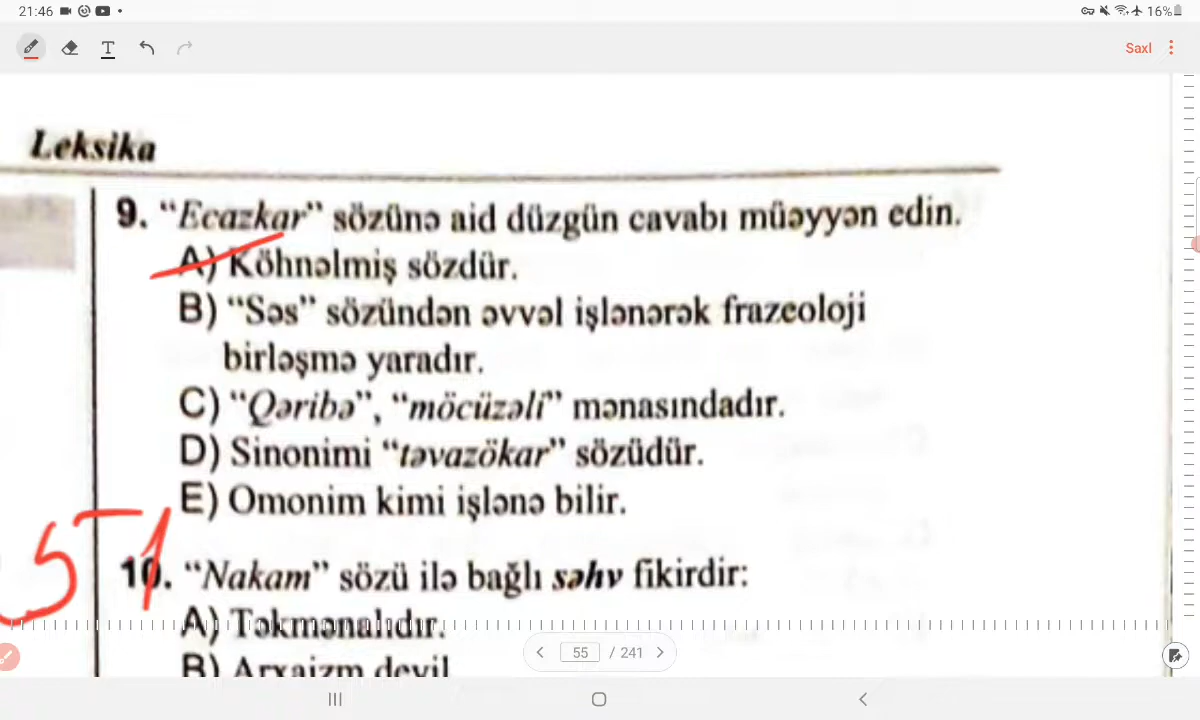 21:46
16%
Saxl
Leksika
9. “Ecazkar” sözünə aid düzgün cavabı müəyyən edin.
A) Köhnəlmiş sözdür.
B) “Səs” sözündən əvvəl işlənərək frazeoloji
birləşmə yaradır.
C) “Qəribə”, “möcüzəli” mənasındadır.
D) Sinonimi “təvazökar” sözüdür.
E) Omonim kimi işlənə bilir.
51
10. “Nakam” sözü ilə bağlı səhv fikirdir:
A) Təkmənalıdır.
B) Arxaizm deyil
55 / 241